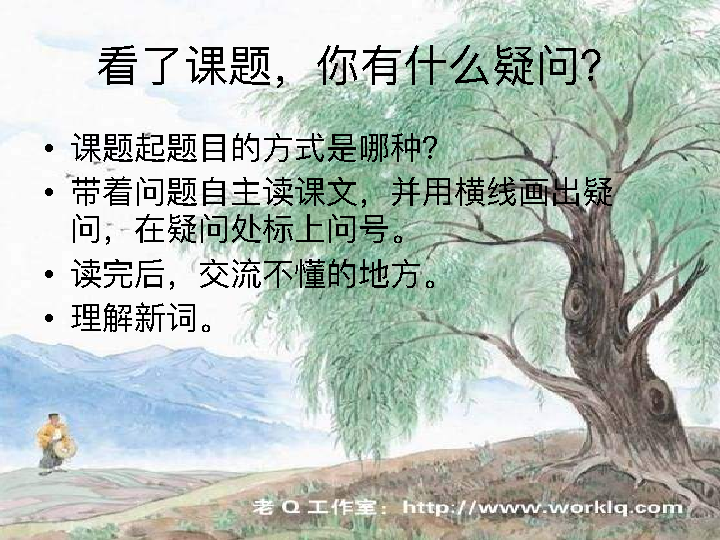 看了课题，你有什么疑问?
• 课题起题目的方式是哪种?
• 带着问题自主读课文，并用横线画出疑
问，在疑问处标上问号。
• 读完后，交流不懂的地方。
• 理解新词。
老 Q 工作室：http://www.worklq.com